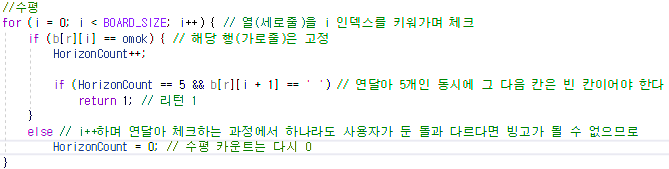 //수평
for (i = 0; i < BOARD_SIZE; i++) { // 열(세로줄)을 i 인덱스를 키워가며 체크
if (b[r][i] == omok) { // 해당 행(가로줄)은 고정
HorizonCount++;
if (HorizonCount == 5 && b[r][i + 1] == ' ') // 연달아 5개인 동시에 그 다음 칸은 빈 칸이어야 한다
return 1; // 리턴 1
}
else // i++하며 연달아 체크하는 과정에서 하나라도 사용자가 둔 돌과 다르다면 빙고가 될 수 없으므로
HorizonCount = 0; // 수평 카운트는 다시 0
}